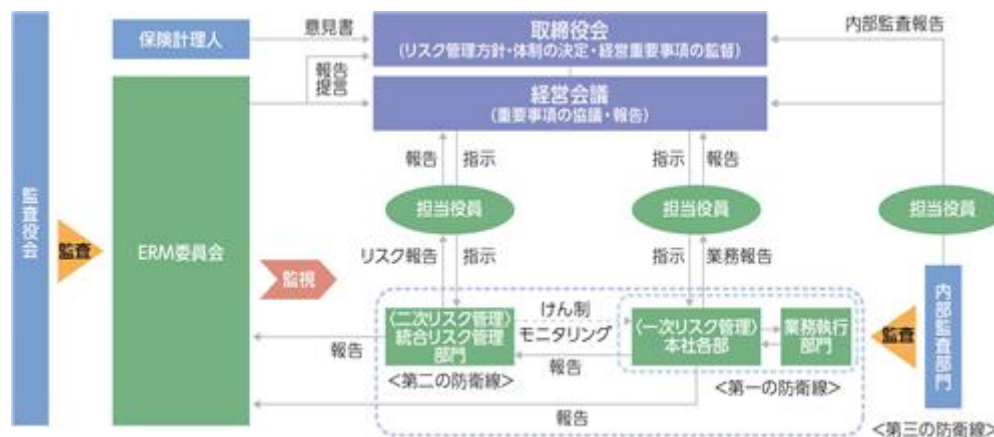 保険計理人
意見書
取締役会
(リスク管理方針・体制の決定・経営重要事項の監督)
内部監査報告
報告
提言
経営会議
(重要事項の協議・報告)
報告
指示
指示
報告
監査役会
監査
ERM委員会
監視
担当役員
担当役員
担当役員
リスク報告
指示
指示
業務報告
〈二次リスク管理〉
統合リスク管理
部門
けん制
モニタリング
〈一次リスク管理〉
本社各部
業務執行
部門
監査
内部監査部門
報告
<第二の防衛線>
報告
<第一の防衛線>
報告
<第三の防衛線>